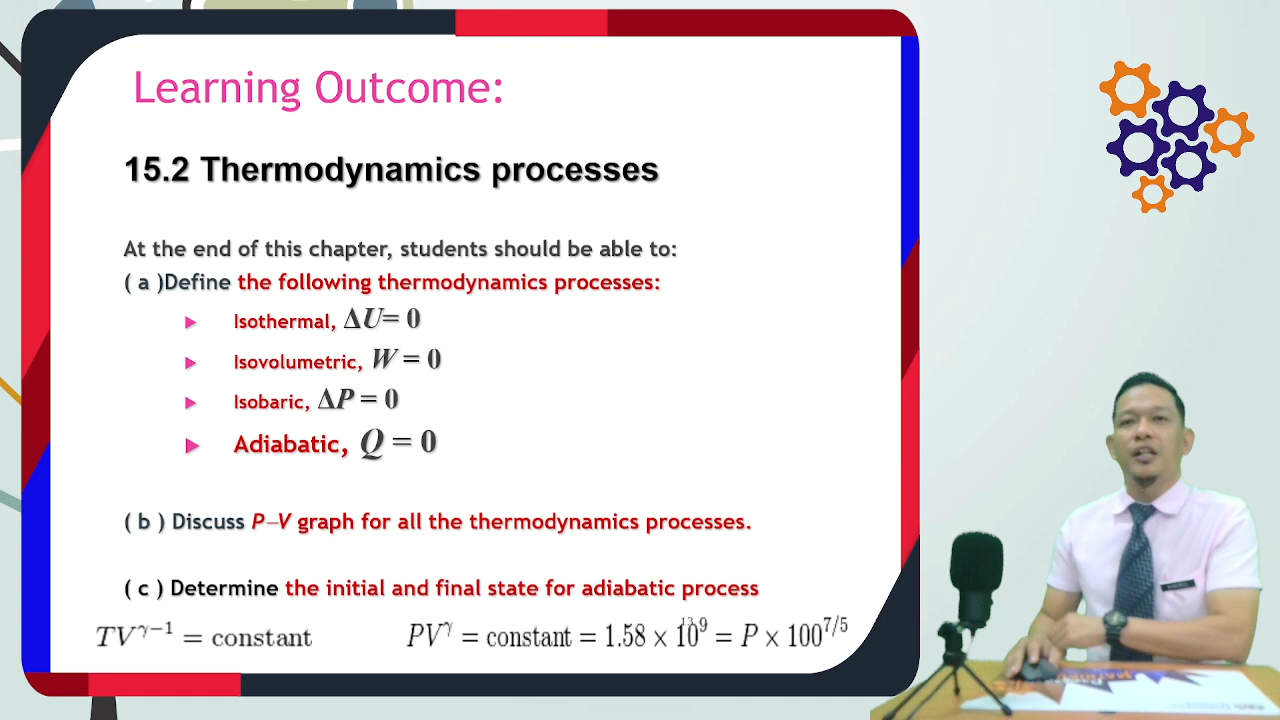 Learning Outcome:
15.2 Thermodynamics processes
At the end of this chapter, students should be able to:
( a )Define the following thermodynamics processes:
Isothermal, ΔU= 0
Isovolumetric, W = 0
Isobaric, ΔP = 0
Adiabatic, Q = 0
( b ) Discuss P–V graph for all the thermodynamics processes.
( c ) Determine the initial and final state for adiabatic process
TV^{γ−1} = constant
PV^γ = constant = 1.58 × 10^9 = P × 100^{7/5}